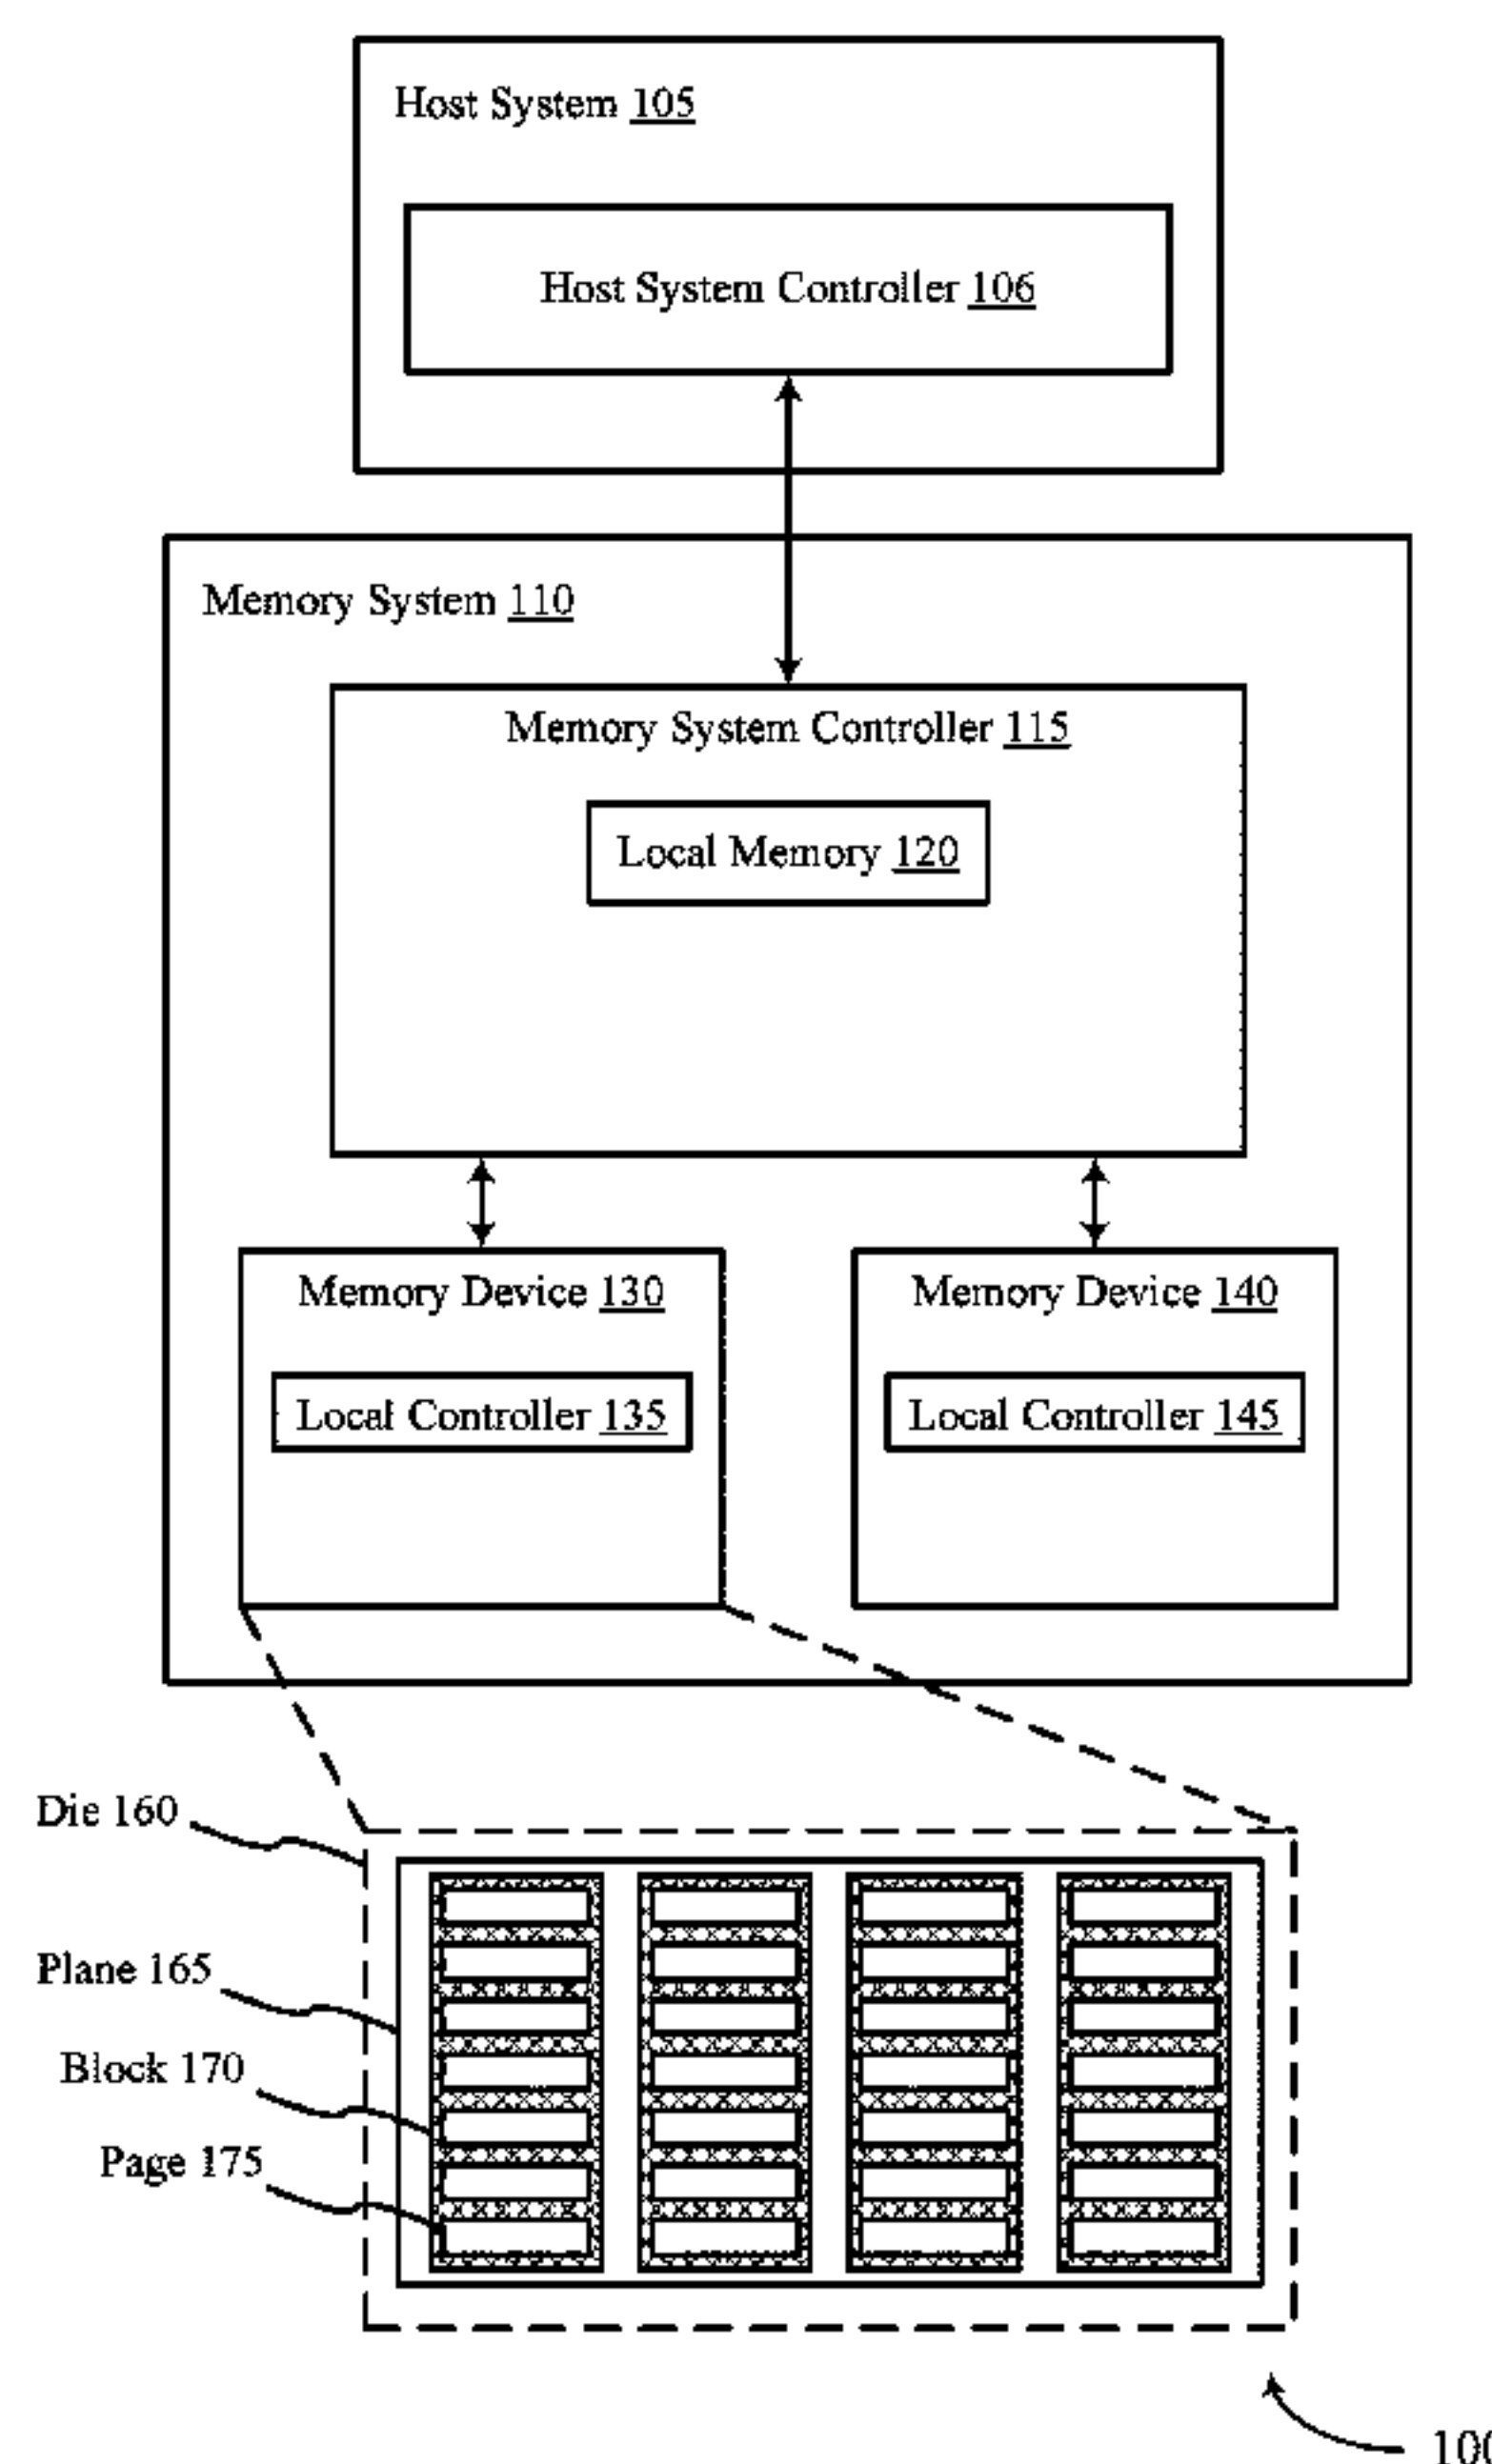 Host System 105
Host System Controller 106
Memory System 110
Memory System Controller 115
Local Memory 120
Memory Device 130
Memory Device 140
Local Controller 135
Local Controller 145
Die 160
Plane 165
Block 170
Page 175
100